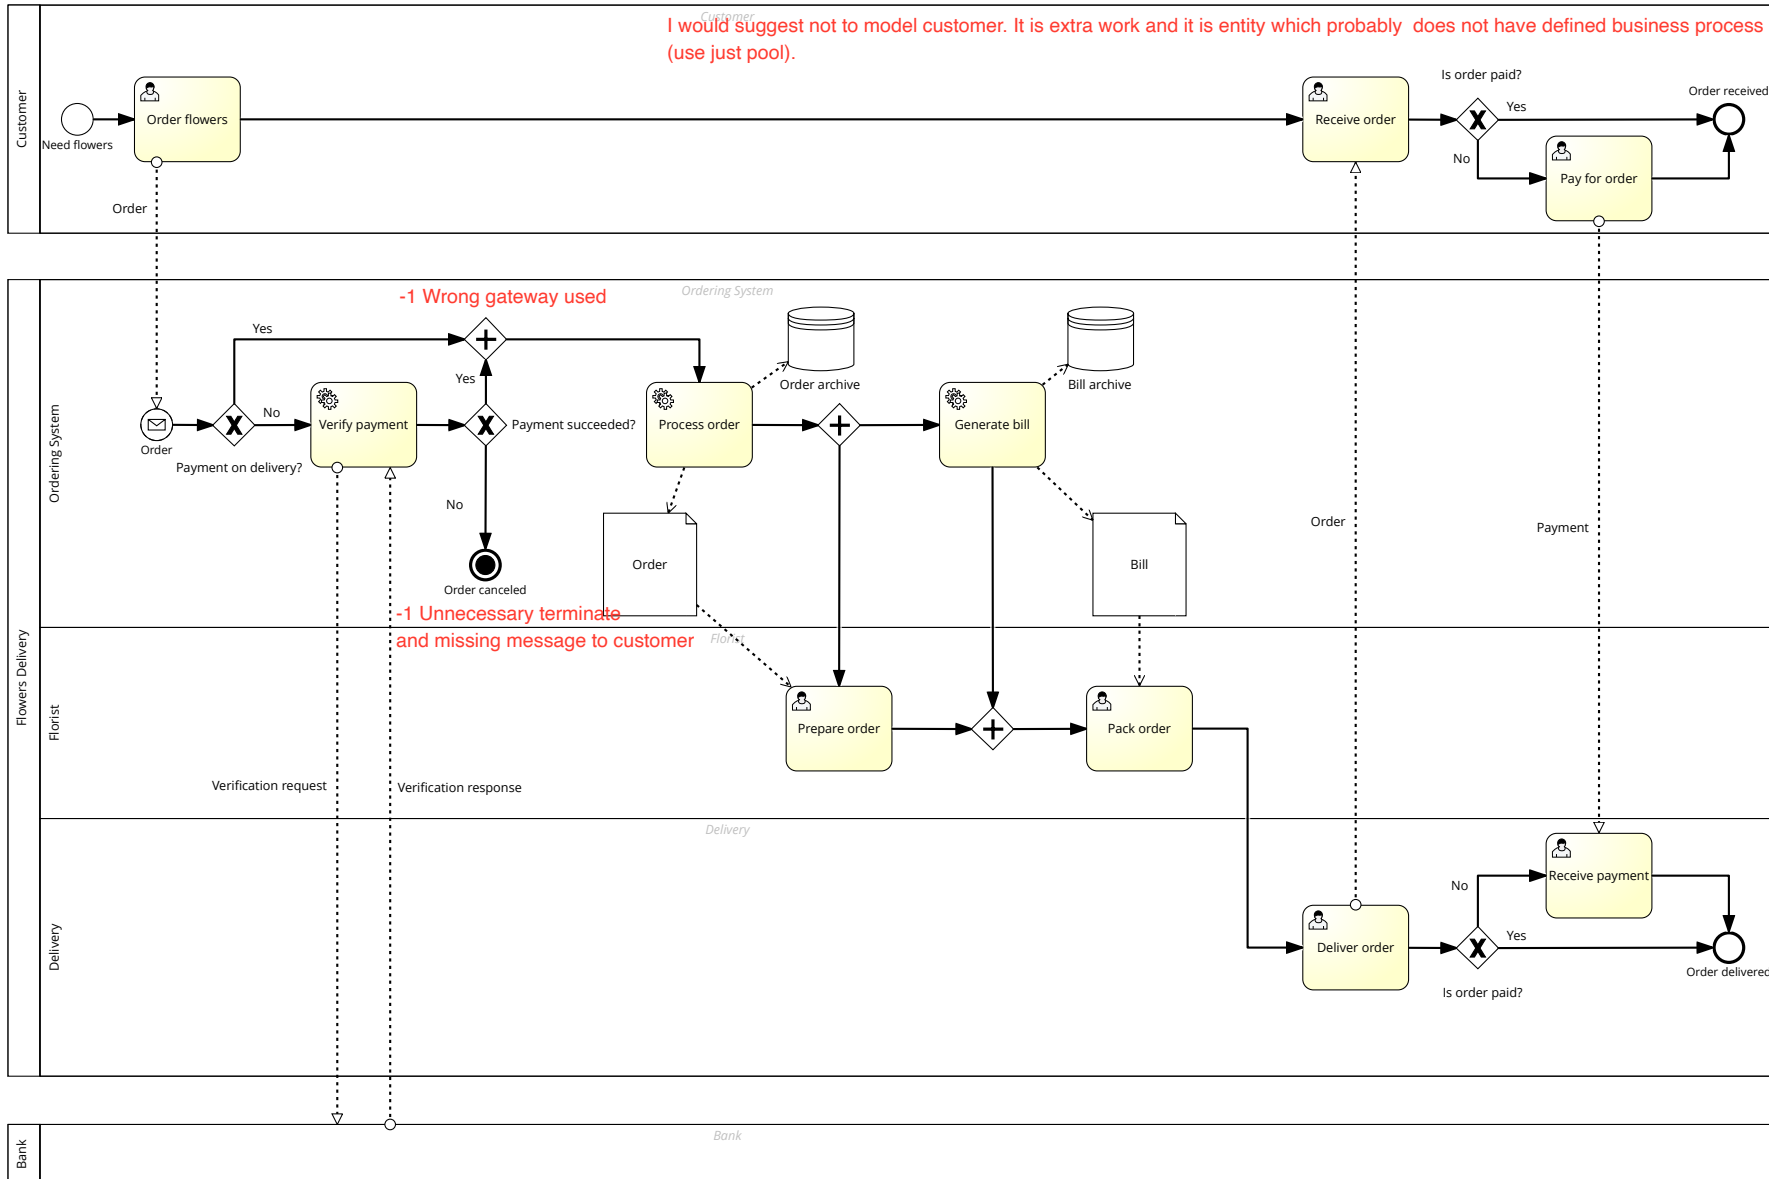 Customer
I would suggest not to model customer. It is extra work and it is entity which probably does not have defined business process
(use just pool).
Customer
Need flowers
Order flowers
Receive order
Is order paid?
Yes
No
Pay for order
Order received
Order
Flowers Delivery
Ordering System
Ordering System
-1 Wrong gateway used
Order
Payment on delivery?
Yes
No
Verify payment
Yes
Payment succeeded?
No
Order canceled
-1 Unnecessary terminate
and missing message to customer
Process order
Order archive
Order
Generate bill
Bill archive
Bill
Order
Payment
Florist
Florist
Prepare order
Pack order
Verification request
Verification response
Delivery
Delivery
Deliver order
Is order paid?
No
Yes
Receive payment
Order delivered
Bank
Bank